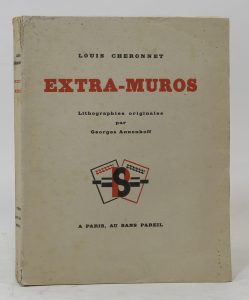 LOUIS CHERONNET
EXTRA-MUROS
Lithographies originales
par
Georges Annenkoff
A PARIS, AU SANS PAREIL